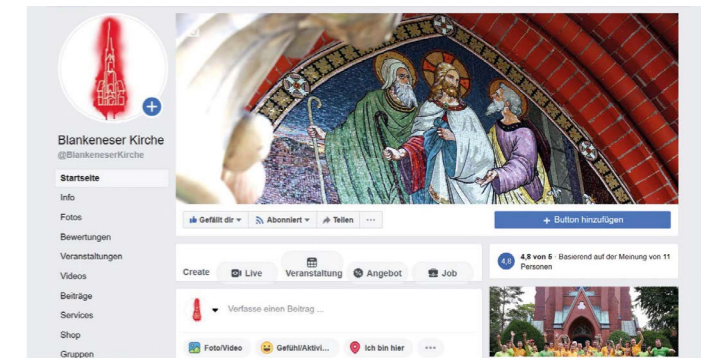 Blankeneser Kirche
@BlankeneserKirche
Startseite
Info
Fotos
Bewertungen
Veranstaltungen
Videos
Beiträge
Services
Shop
Gruppen
Gefällt dir Abonniert Teilen ...
+ Button hinzufügen
Create Live Veranstaltung Angebot Job
Verfasse einen Beitrag ...
Foto/Video Gefühl/Aktivi... Ich bin hier ...
4,8 4,8 von 5 · Basierend auf der Meinung von 11
Personen